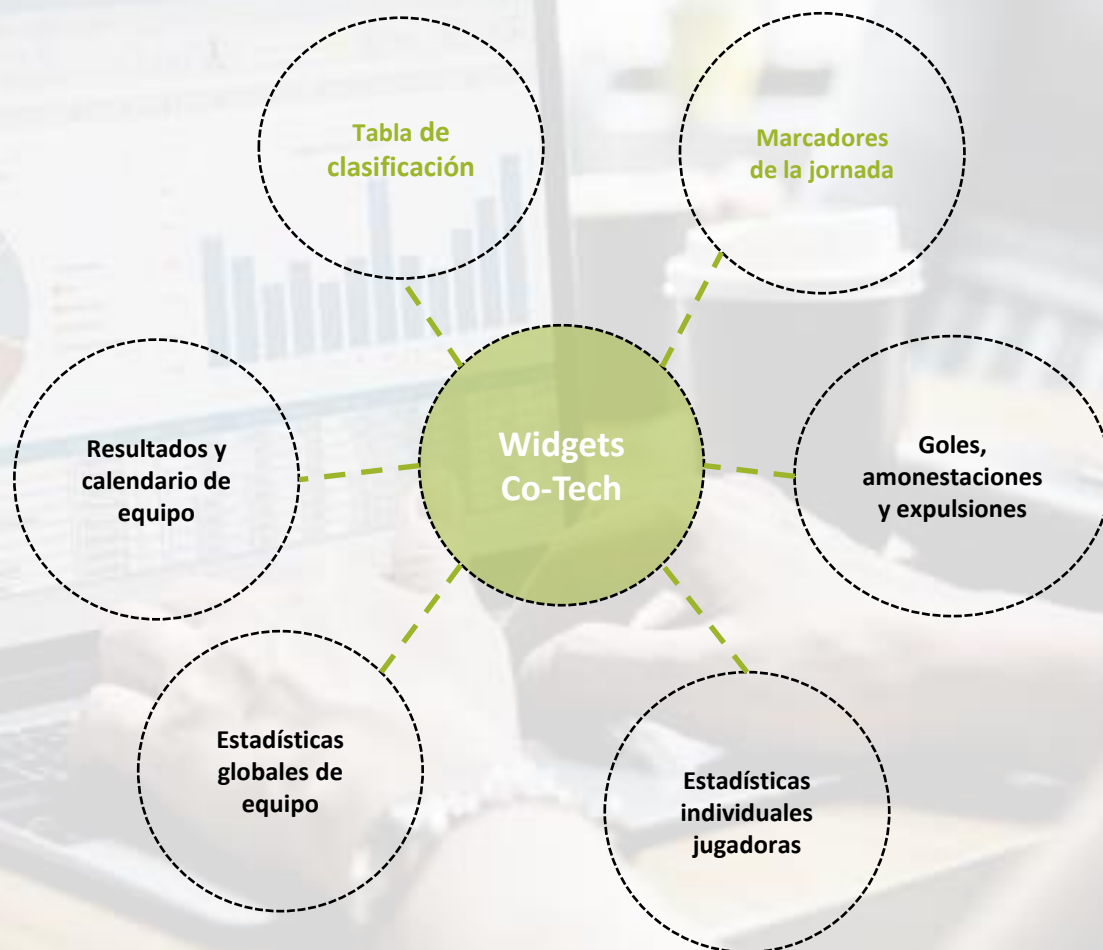 Tabla de
clasificación
Marcadores
de la jornada
Resultados y
calendario de
equipo
Widgets
Co-Tech
Goles,
amonestaciones
y expulsiones
Estadísticas
globales de
equipo
Estadísticas
individuales
jugadoras